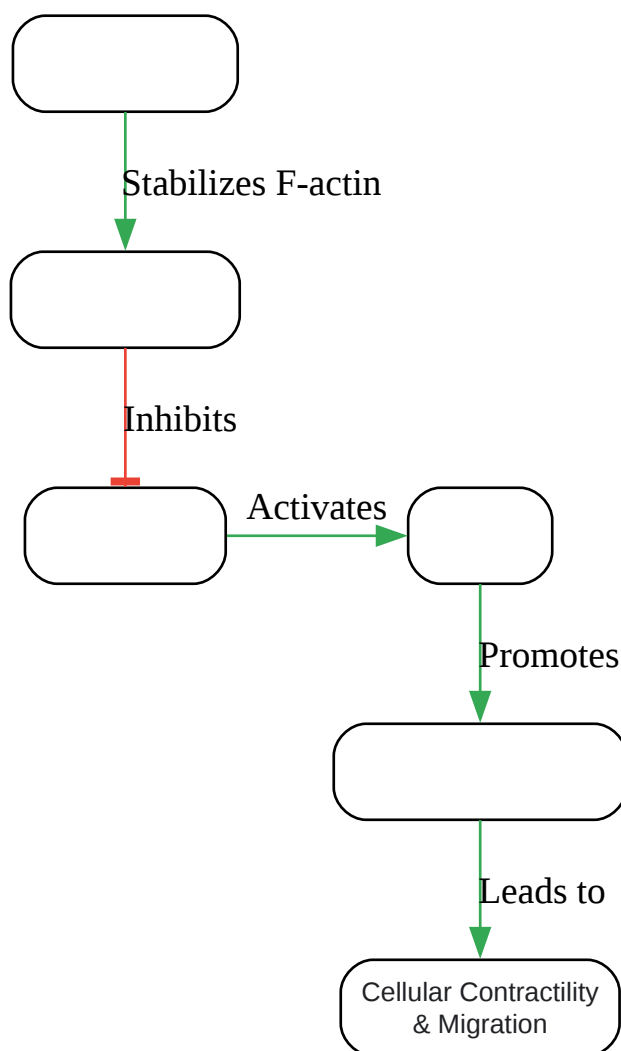 Stabilizes F-actin
Inhibits
Activates
Promotes
Leads to
Cellular Contractility
& Migration